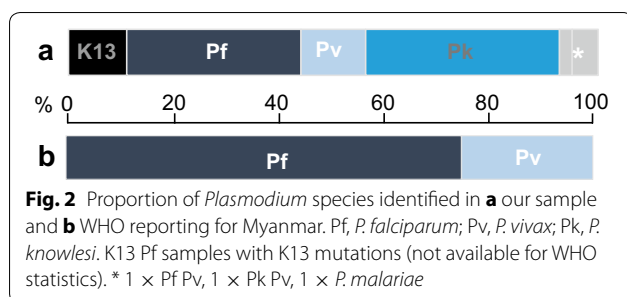 a K13 Pf Pv Pk *
% 0 20 40 60 80 100
b Pf Pv
Fig. 2 Proportion of Plasmodium species identified in a our sample
and b WHO reporting for Myanmar. Pf, P. falciparum; Pv, P. vivax; Pk, P.
knowlesi. K13 Pf samples with K13 mutations (not available for WHO
statistics). * 1 × Pf Pv, 1 × Pk Pv, 1 × P. malariae